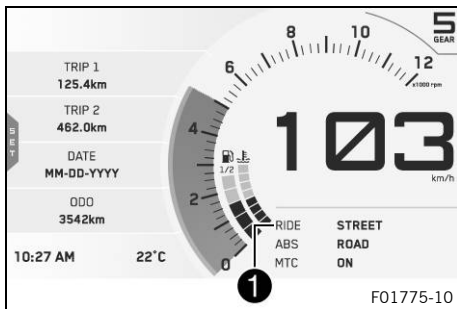 TRIP 1
125.4km
TRIP 2
462.0km
DATE
MM-DD-YYYY
ODO
3542km
10:27 AM 22°C
SET
0
2
4
6
8
10
12
x1000 rpm
1/2
5
GEAR
103
km/h
RIDE STREET
ABS ROAD
MTC ON
1
F01775-10